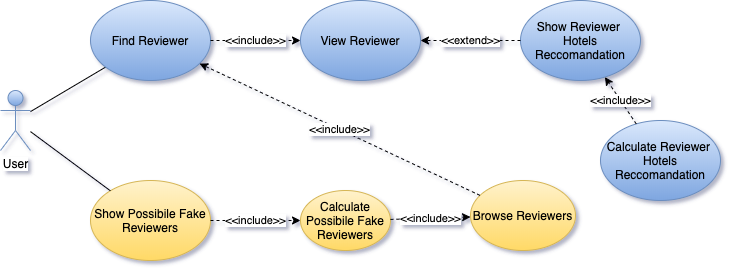 Find Reviewer
<<include>>
View Reviewer
<<extend>>
Show Reviewer
Hotels
Reccomandation
<<include>>
<<include>>
Calculate Reviewer
Hotels
Reccomandation
User
Show Possibile Fake
Reviewers
<<include>>
Calculate
Possibile Fake
Reviewers
<<include>>
Browse Reviewers